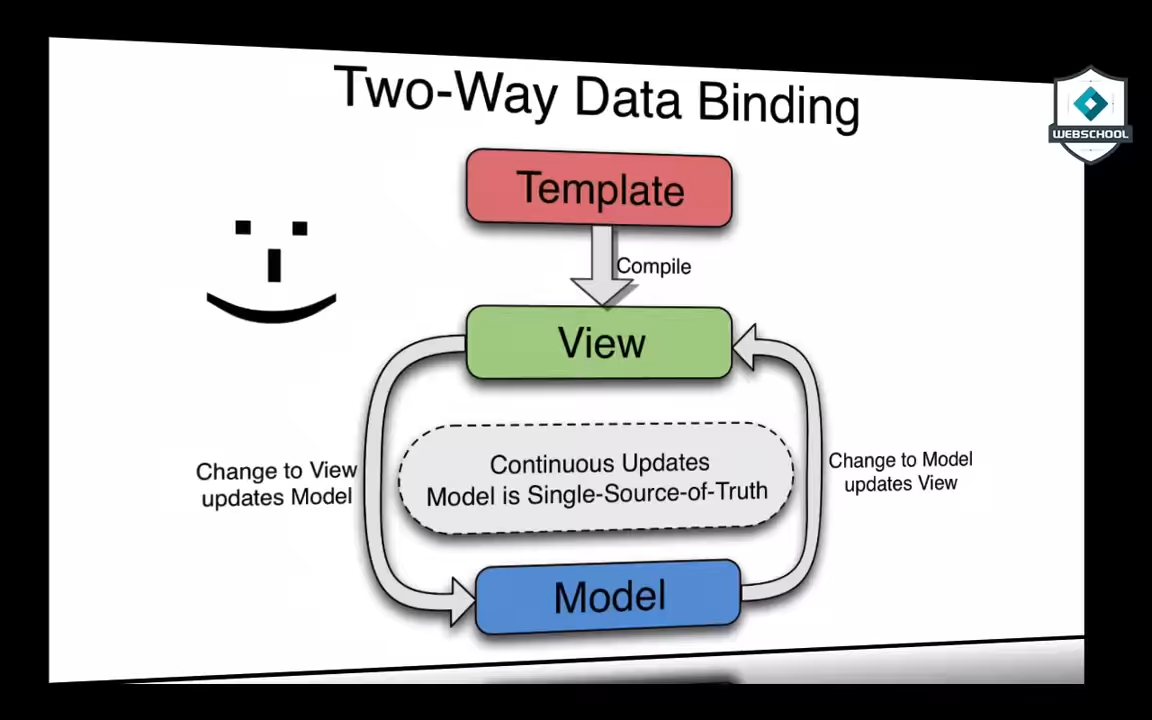 Two-Way Data Binding
WEBSCHOOL
Template
Compile
View
Change to View
updates Model
Continuous Updates
Model is Single-Source-of-Truth
Change to Model
updates View
Model